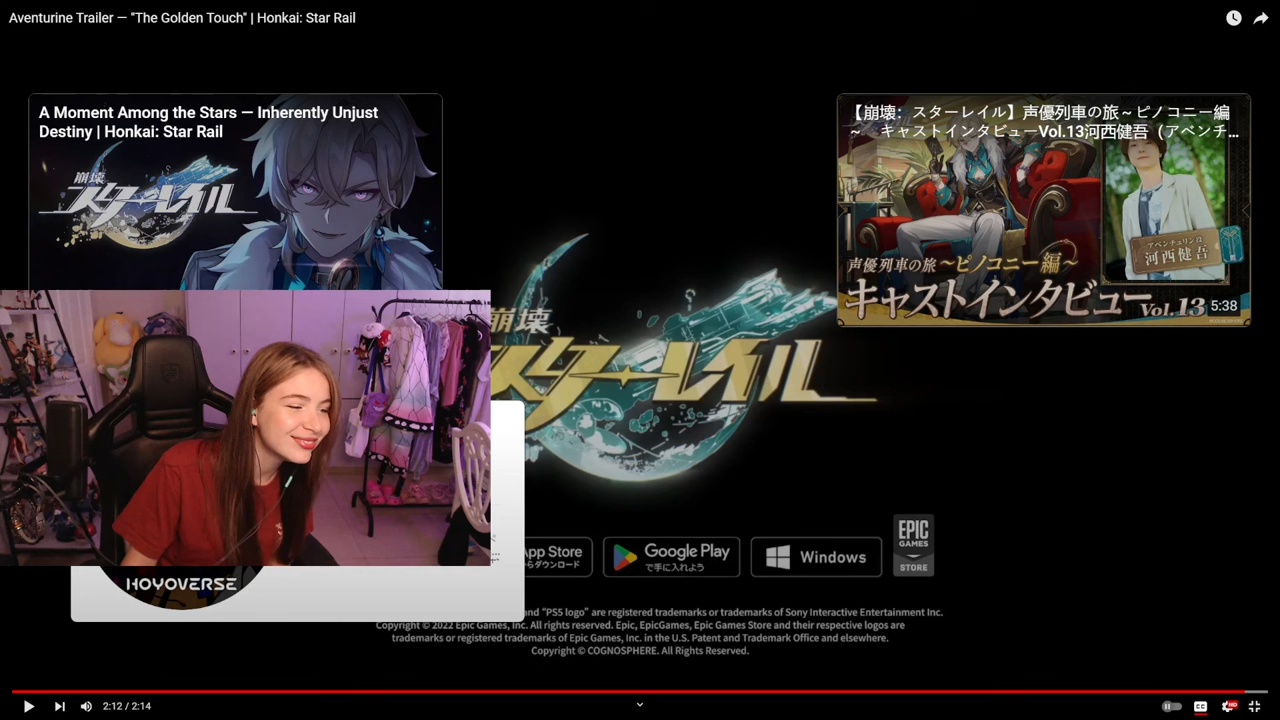 Aventurine Trailer — "The Golden Touch" | Honkai: Star Rail
A Moment Among the Stars — Inherently Unjust
Destiny | Honkai: Star Rail
崩壊
スターレイル
【崩壊：スターレイル】声優列車の旅～ピノコニー編
～ キャストインタビューVol.13河西健吾（アベンチ...
アベンチュリン役
河西健吾
声優列車の旅～ピノコニー編～
キャストインタビュー Vol.13
5:38
崩壊
スターレイル
App Store
らダウンロード
Google Play
で手に入れよう
Windows
EPIC
GAMES
STORE
HOYOVERSE
and “PS5 logo” are registered trademarks or trademarks of Sony Interactive Entertainment Inc.
Copyright © 2022 Epic Games, Inc. All rights reserved. Epic, EpicGames, Epic Games Store and their respective logos are
trademarks or registered trademarks of Epic Games, Inc. in the U.S. Patent and Trademark Office and elsewhere.
Copyright © COGNOSPHERE. All Rights Reserved.
2:12 / 2:14
CC
HD